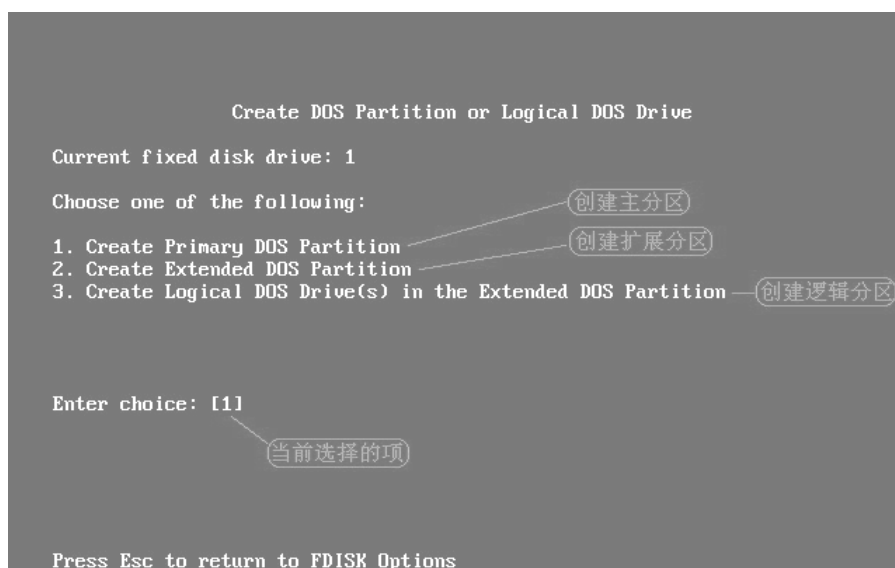 Create DOS Partition or Logical DOS Drive
Current fixed disk drive: 1
Choose one of the following:
创建主分区
1. Create Primary DOS Partition
创建扩展分区
2. Create Extended DOS Partition
3. Create Logical DOS Drive(s) in the Extended DOS Partition 创建逻辑分区
Enter choice: [1]
当前选择的项
Press Esc to return to FDISK Options